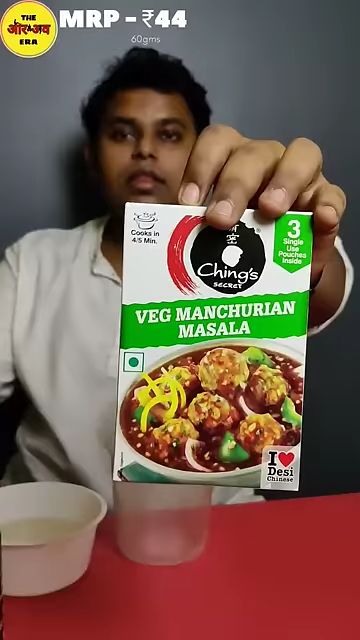 THE
और अब
ERA
MRP - ₹44
60gms
Cooks in
4/5 Min.
Ching's
SECRET
3
Single
Use
Pouches
Inside
VEG MANCHURIAN
MASALA
I ❤ 
Desi
Chinese